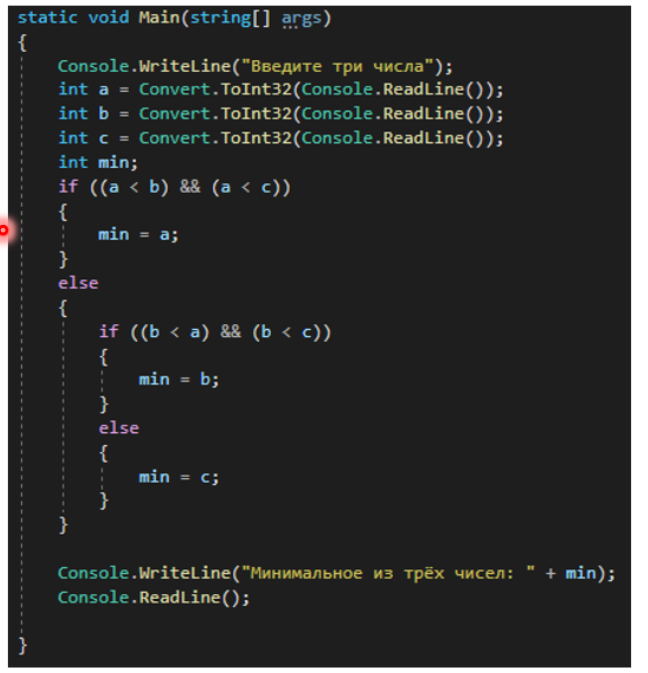 static void Main(string[] args)
{
Console.WriteLine("Введите три числа");
int a = Convert.ToInt32(Console.ReadLine());
int b = Convert.ToInt32(Console.ReadLine());
int c = Convert.ToInt32(Console.ReadLine());
int min;
if ((a < b) && (a < c))
{
min = a;
}
else
{
if ((b < a) && (b < c))
{
min = b;
}
else
{
min = c;
}
}
Console.WriteLine("Минимальное из трёх чисел: " + min);
Console.ReadLine();
}